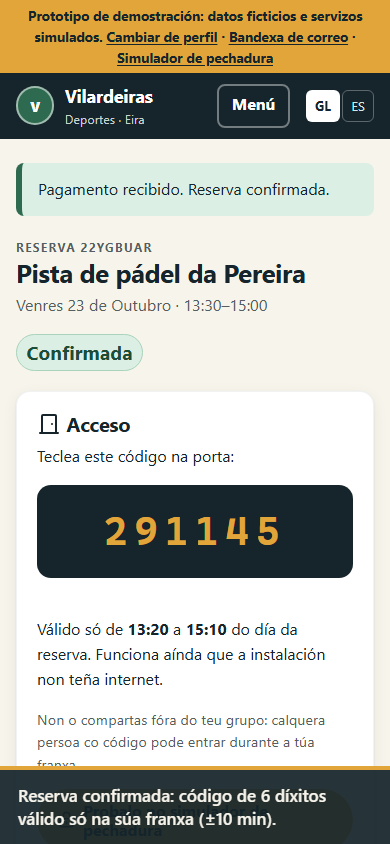 Prototipo de demostración: datos ficticios e servizos
simulados. Cambiar de perfil · Bandexa de correo ·
Simulador de pechadura
v
Vilardeiras
Deportes · Eira
Menú
GL
ES
Pagamento recibido. Reserva confirmada.
RESERVA 22YGBUAR
Pista de pádel da Pereira
Venres 23 de Outubro · 13:30–15:00
Confirmada
Acceso
Teclea este código na porta:
291145
Válido só de 13:20 a 15:10 do día da
reserva. Funciona aínda que a instalación
non teña internet.
Non o compartas fóra do teu grupo: calquera
persoa co código pode entrar durante a túa
franxa.
Reserva confirmada: código de 6 díxitos
válido só na súa franxa (±10 min).
pechadura